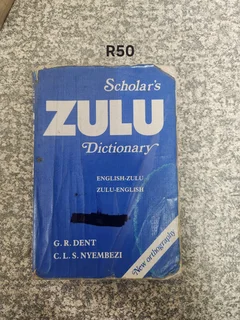 R50
Scholar's
ZULU
Dictionary
ENGLISH-ZULU
ZULU-ENGLISH
G. R. DENT
C. L. S. NYEMBEZI
New orthography